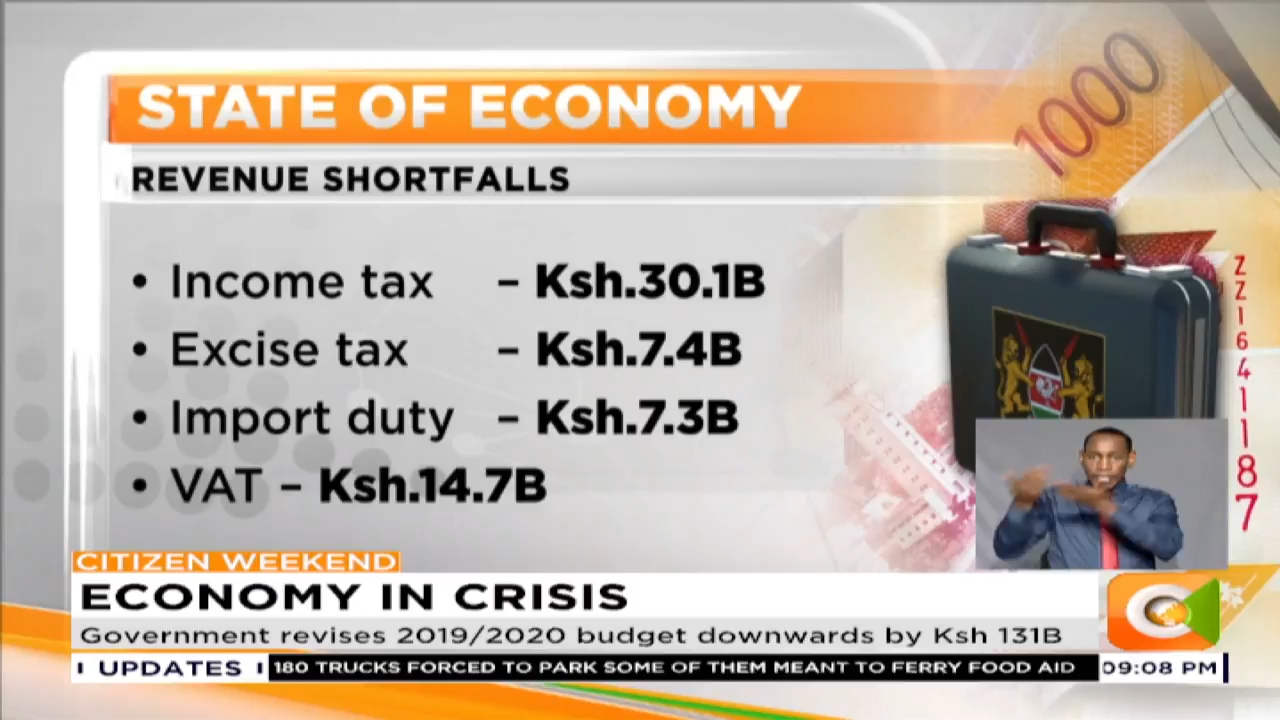 STATE OF ECONOMY
REVENUE SHORTFALLS
• Income tax – Ksh.30.1B
• Excise tax – Ksh.7.4B
• Import duty – Ksh.7.3B
• VAT – Ksh.14.7B
1000
ZZ1641187
CITIZEN WEEKEND
ECONOMY IN CRISIS
Government revises 2019/2020 budget downwards by Ksh 131B
UPDATES 180 TRUCKS FORCED TO PARK SOME OF THEM MEANT TO FERRY FOOD AID 09:08 PM